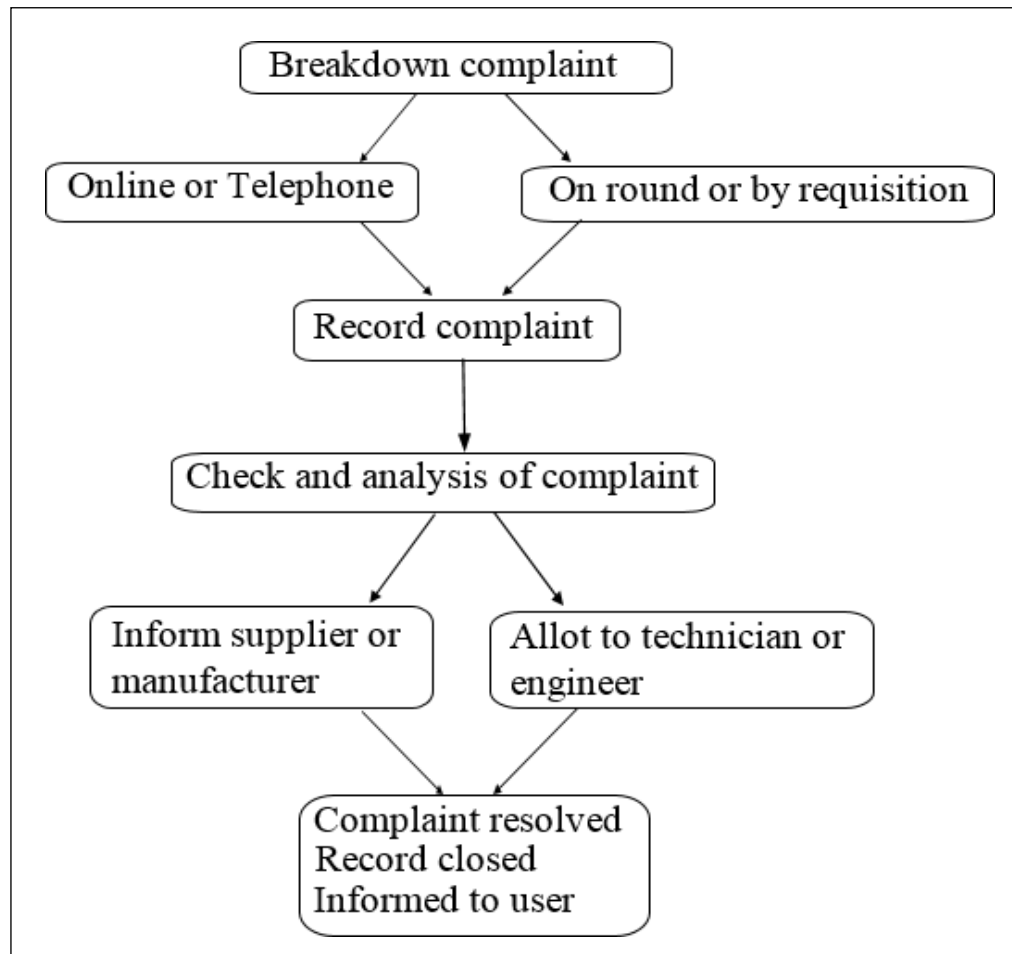 Breakdown complaint
Online or Telephone
On round or by requisition
Record complaint
Check and analysis of complaint
Inform supplier or
manufacturer
Allot to technician or
engineer
Complaint resolved
Record closed
Informed to user